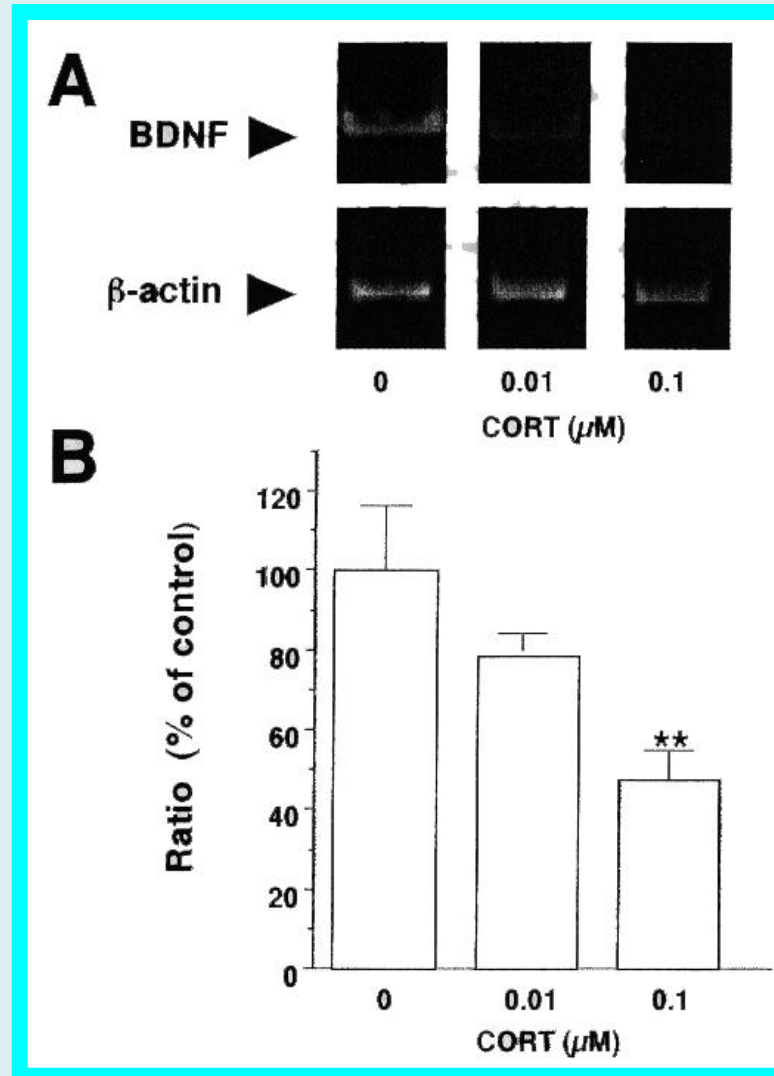 A
BDNF
β-actin
0 0.01 0.1
CORT (μM)
B
Ratio (% of control)
120
100
80
60
40
20
0
**
0 0.01 0.1
CORT (μM)